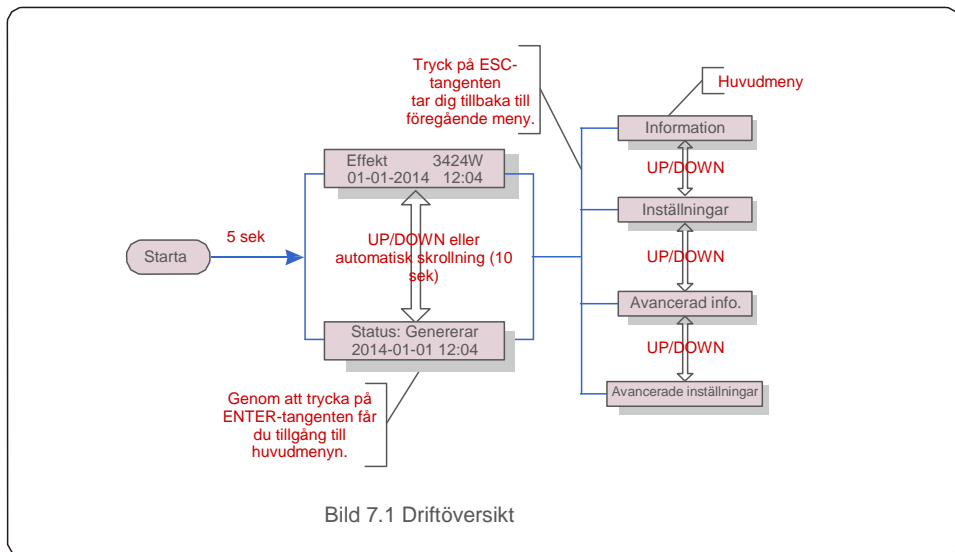 Tryck på ESC-
tangenten
tar dig tillbaka till
föregående meny.
Huvudmeny
Information
UP/DOWN
Inställningar
UP/DOWN
Avancerad info.
UP/DOWN
Avancerade inställningar
Effekt 3424W
01-01-2014 12:04
5 sek
Starta
UP/DOWN eller
automatisk skrollning (10
sek)
Status: Genererar
2014-01-01 12:04
Genom att trycka på
ENTER-tangenten får
du tillgång till
huvudmenyn.
Bild 7.1 Driftöversikt